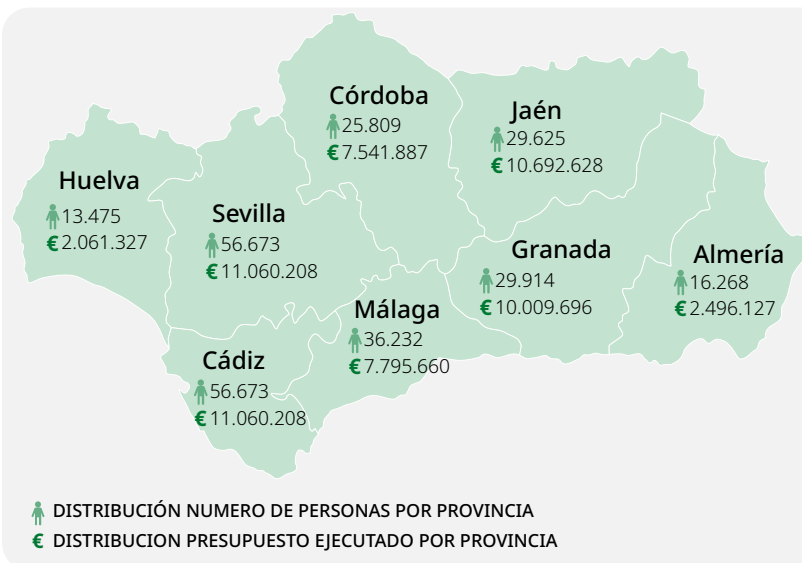 Córdoba
25.809
€ 7.541.887
Jaén
29.625
€ 10.692.628
Huelva
13.475
€ 2.061.327
Sevilla
56.673
€ 11.060.208
Granada
29.914
€ 10.009.696
Almería
16.268
€ 2.496.127
Málaga
36.232
€ 7.795.660
Cádiz
56.673
€ 11.060.208
DISTRIBUCIÓN NUMERO DE PERSONAS POR PROVINCIA
€ DISTRIBUCION PRESUPUESTO EJECUTADO POR PROVINCIA